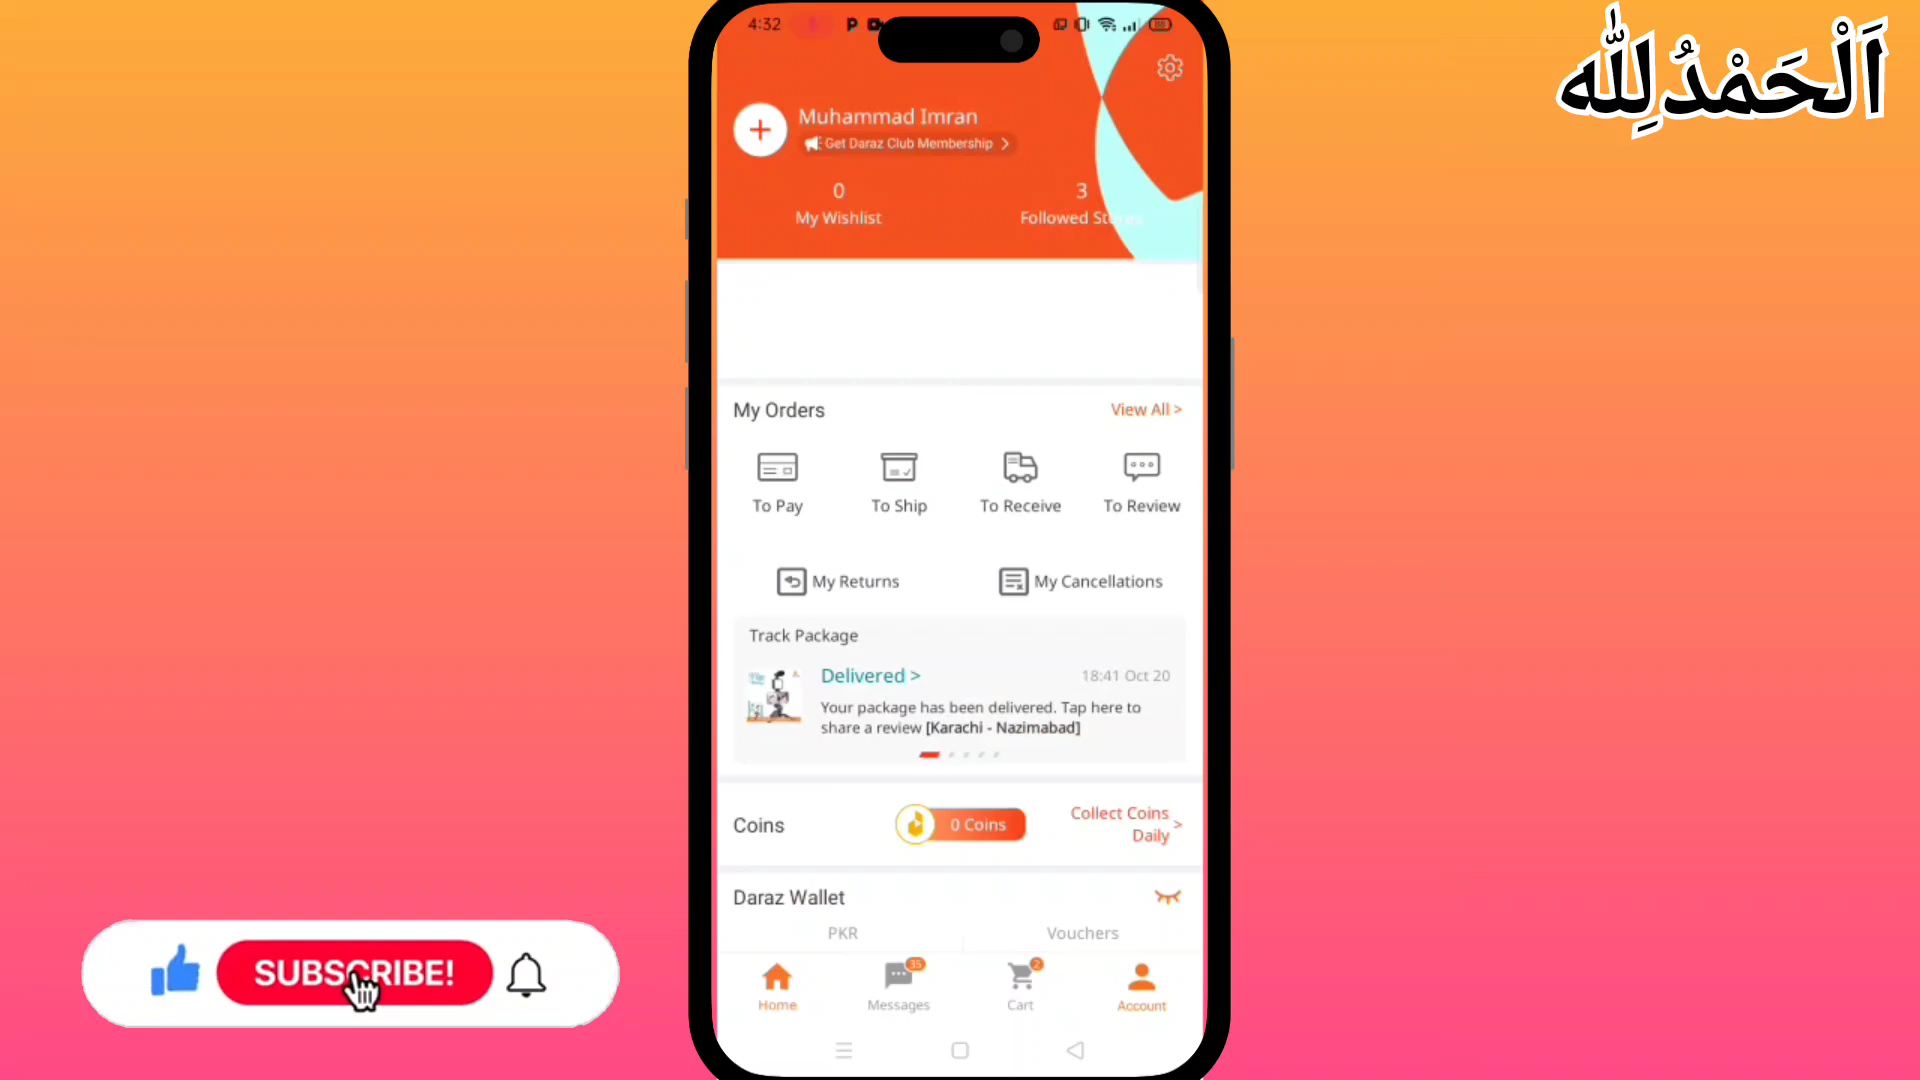 4:32
اَلْحَمْدُلِلّٰه
Muhammad Imran
Get Daraz Club Membership >
0
3
My Wishlist
Followed St
My Orders
View All >
To Pay
To Ship
To Receive
To Review
My Returns
My Cancellations
Track Package
Delivered >
18:41 Oct 20
Your package has been delivered. Tap here to
share a review [Karachi - Nazimabad]
Coins
0 Coins
Collect Coins
Daily >
Daraz Wallet
PKR
Vouchers
35
2
Home
Messages
Cart
Account
SUBSCRIBE!